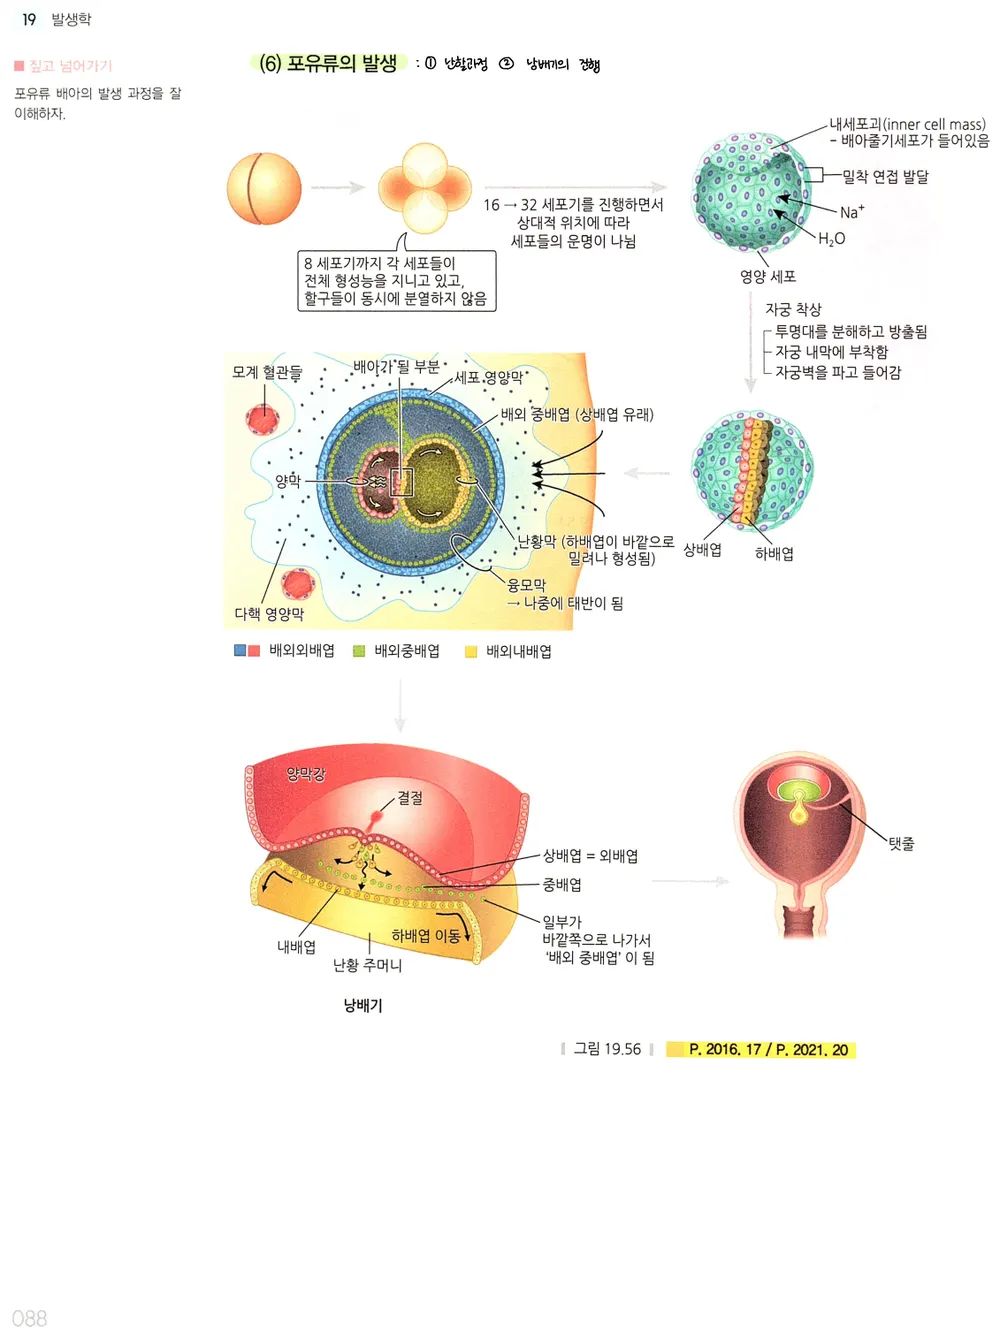 19 발생학
■ 짚고 넘어가기
포유류 배아의 발생 과정을 잘
이해하자.
(6) 포유류의 발생 : ① 난할과정 ② 낭배기의 진행
내세포괴(inner cell mass)
- 배아줄기세포가 들어있음
밀착 연접 발달
Na⁺
H₂O
영양 세포
16 → 32 세포기를 진행하면서
상대적 위치에 따라
세포들의 운명이 나뉨
8 세포기까지 각 세포들이
전체 형성능을 지니고 있고,
할구들이 동시에 분열하지 않음
자궁 착상
투명대를 분해하고 방출됨
자궁 내막에 부착함
자궁벽을 파고 들어감
모계 혈관들
배아가 될 부분
세포 영양막
배외 중배엽 (상배엽 유래)
양막
난황막 (하배엽이 바깥으로
밀려나 형성됨)
융모막
→ 나중에 태반이 됨
다핵 영양막
상배엽
하배엽
배외외배엽 배외중배엽 배외내배엽
양막강
결절
상배엽 = 외배엽
중배엽
일부가
바깥쪽으로 나가서
‘배외 중배엽’ 이 됨
내배엽
하배엽 이동
난황 주머니
낭배기
탯줄
그림 19.56
P. 2016. 17 / P. 2021. 20
088